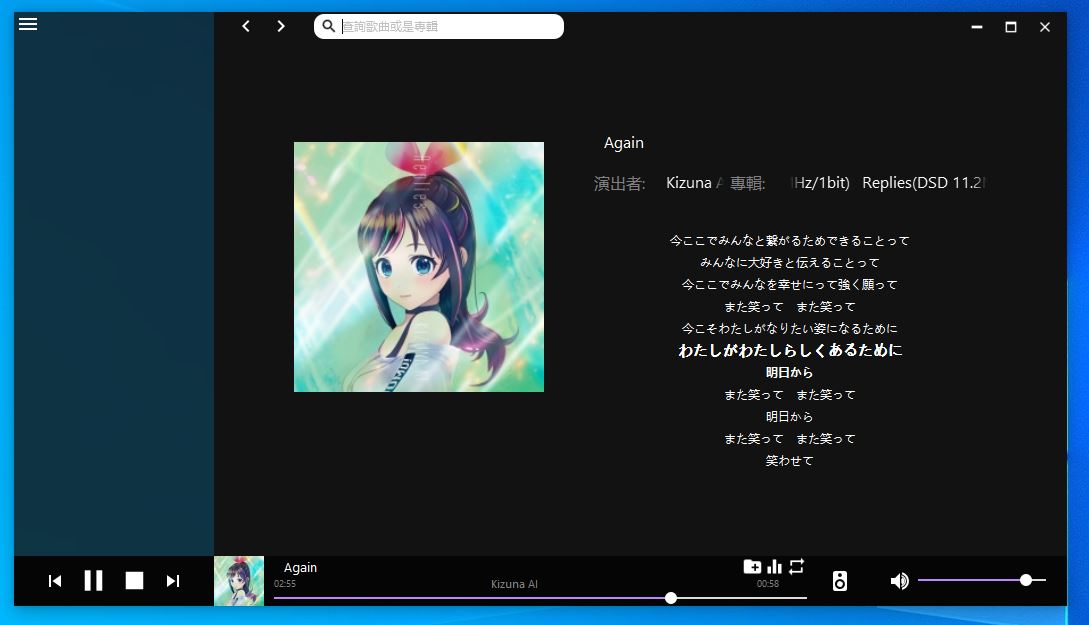 查詢歌曲或是專輯
Again
演出者: Kizuna A 專輯: Hz/1bit) Replies(DSD 11.2
今ここでみんなと繋がるためできることって
みんなに大好きと伝えることって
今ここでみんなを幸せにって強く願って
また笑って　また笑って
今こそわたしがなりたい姿になるために
わたしがわたしらしくあるために
明日から
また笑って　また笑って
明日から
また笑って　また笑って
笑わせて
Replies
Again
02:55 Kizuna AI 00:58